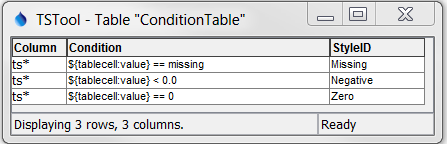 TSTool - Table "ConditionTable"
Column Condition StyleID
ts* ${tablecell:value} == missing Missing
ts* ${tablecell:value} < 0.0 Negative
ts* ${tablecell:value} == 0 Zero
Displaying 3 rows, 3 columns. Ready